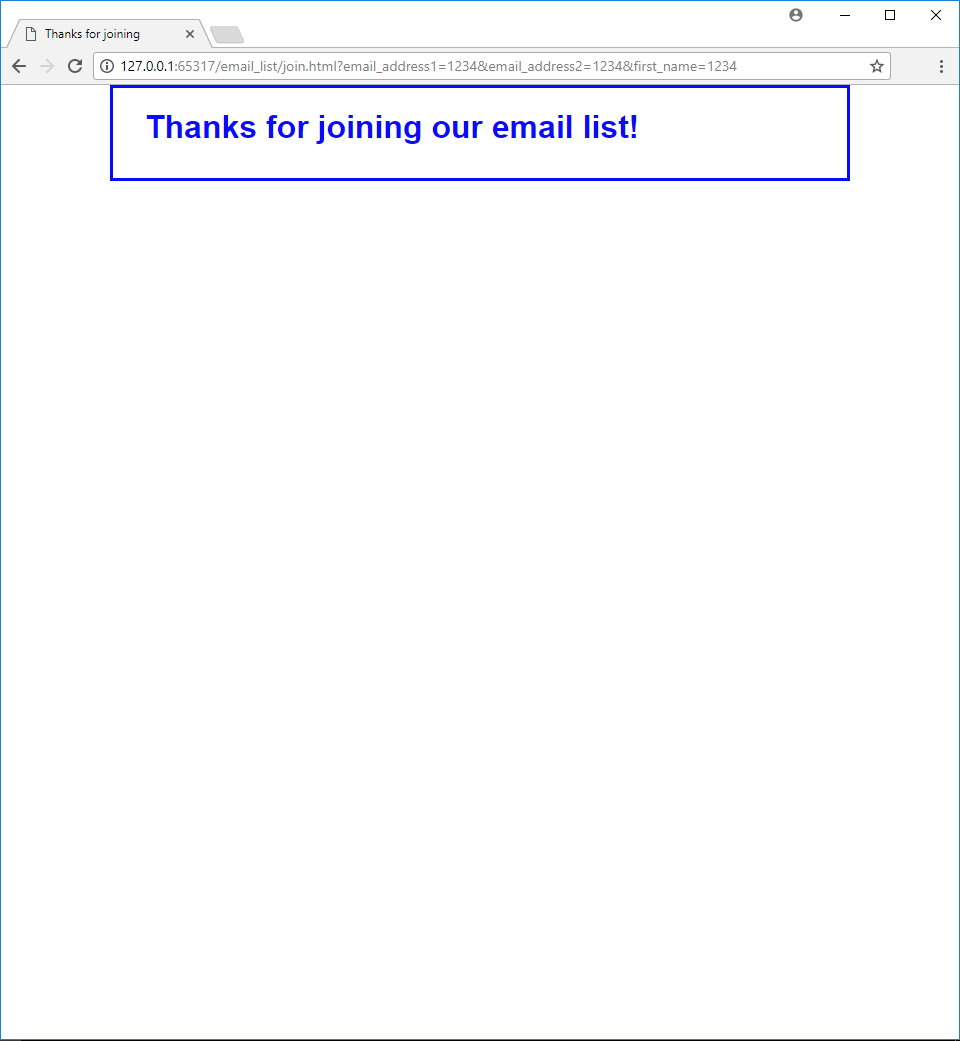 Thanks for joining
127.0.0.1:65317/email_list/join.html?email_address1=1234&email_address2=1234&first_name=1234
Thanks for joining our email list!